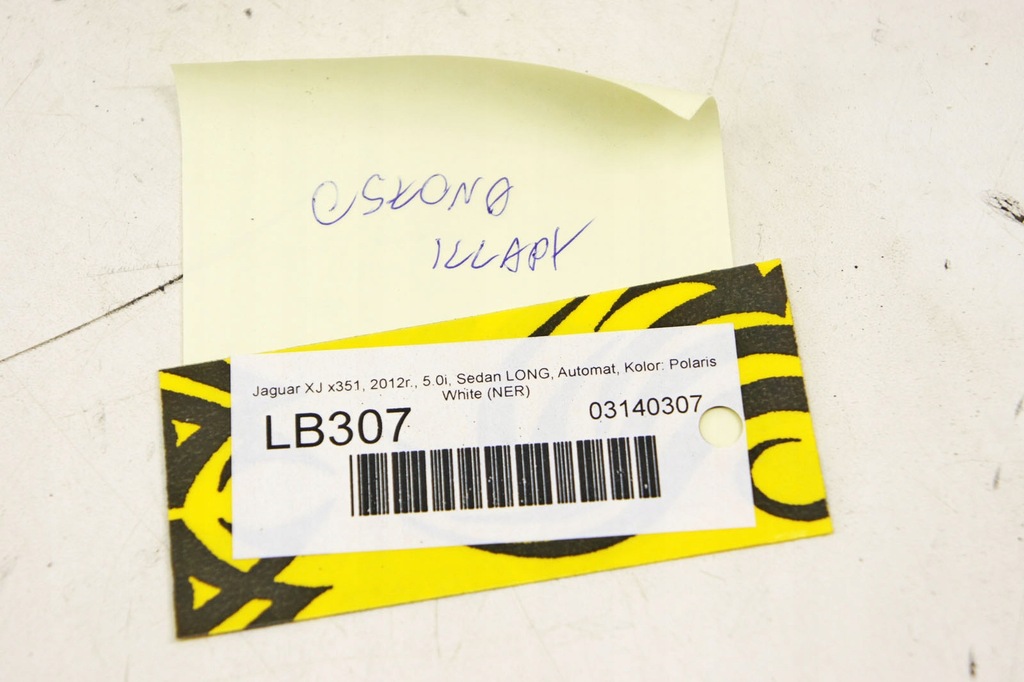 OSŁONA
KLAPY
Jaguar XJ x351, 2012r., 5.0i, Sedan LONG, Automat, Kolor: Polaris
White (NER)
LB307 03140307